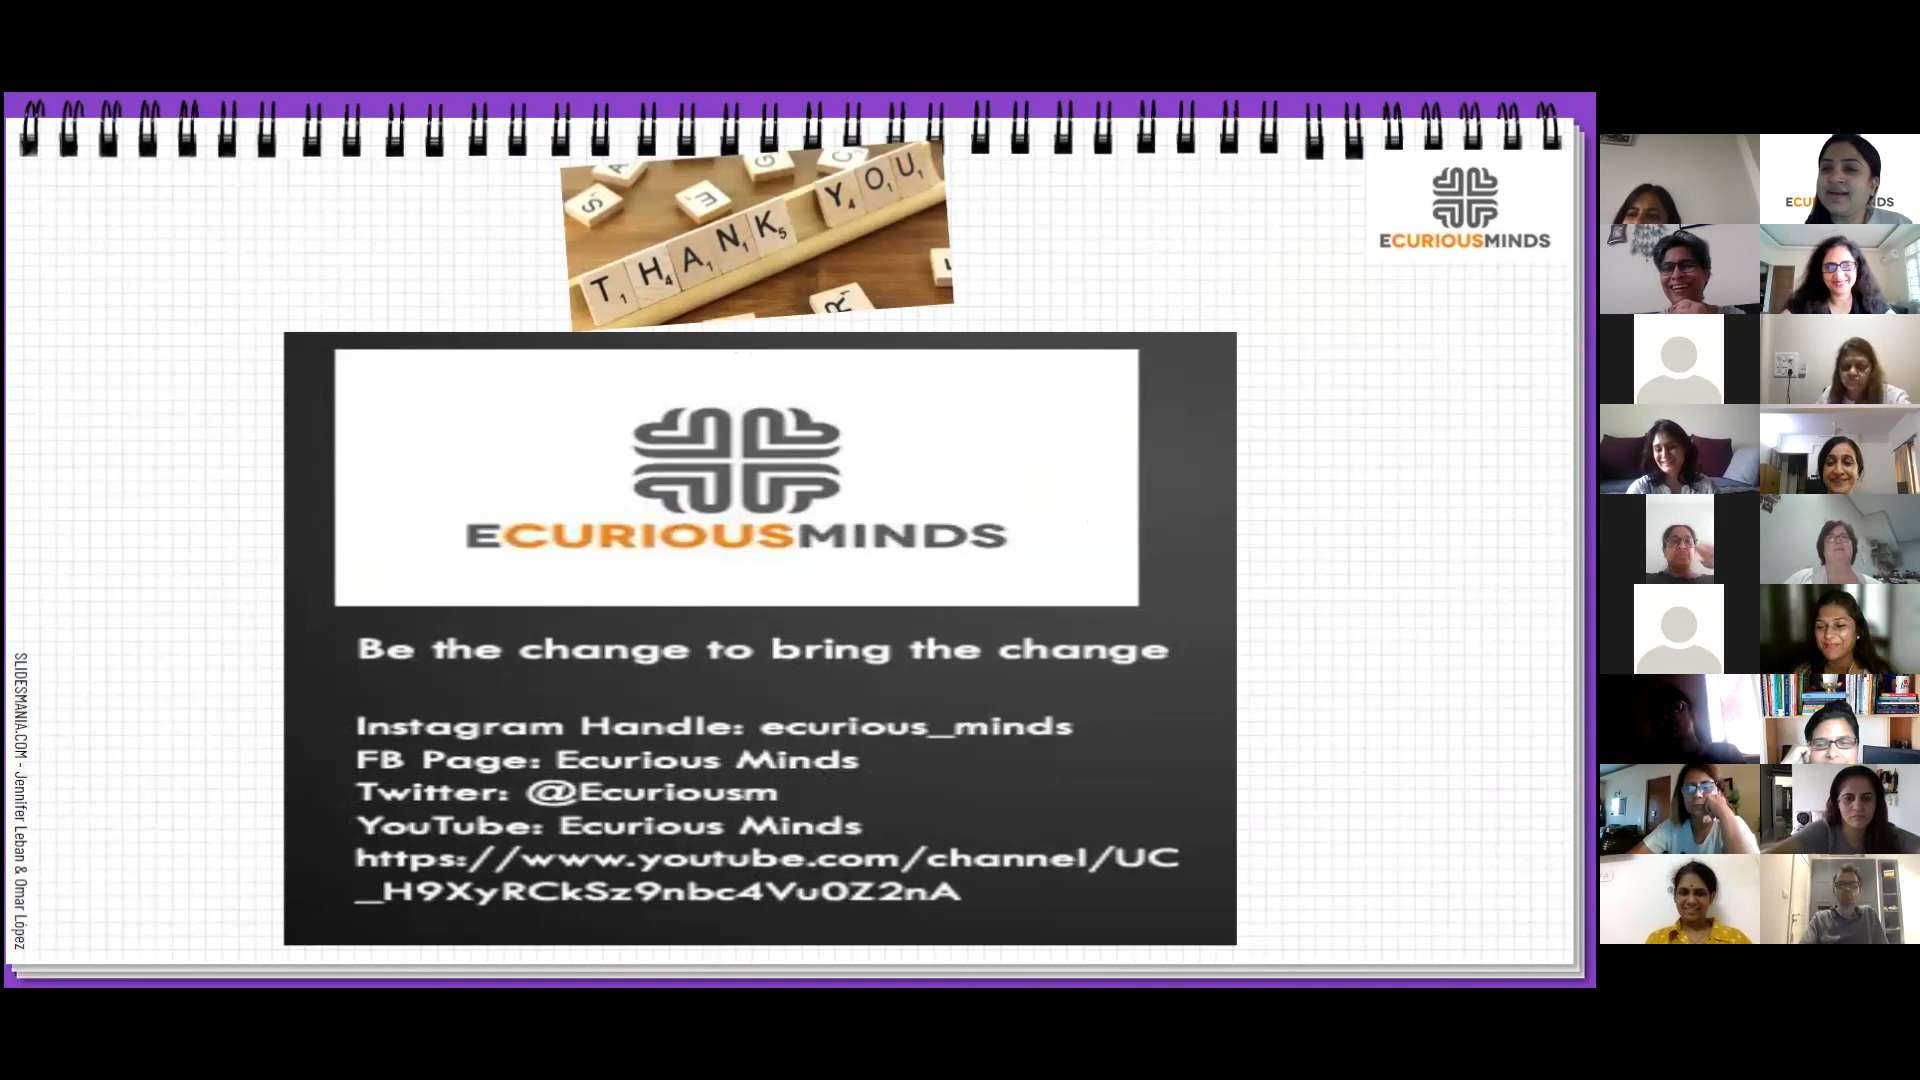 THANK YOU
ECURIOUSMINDS
ECURIOUSMINDS
Be the change to bring the change
Instagram Handle: ecurious_minds
FB Page: Ecurious Minds
Twitter: @Ecuriousm
YouTube: Ecurious Minds
https://www.youtube.com/channel/UC
_H9XyRCkSz9nbc4Vu0Z2nA
SLIDESMANIA.COM - Jennifer Leban & Omar López